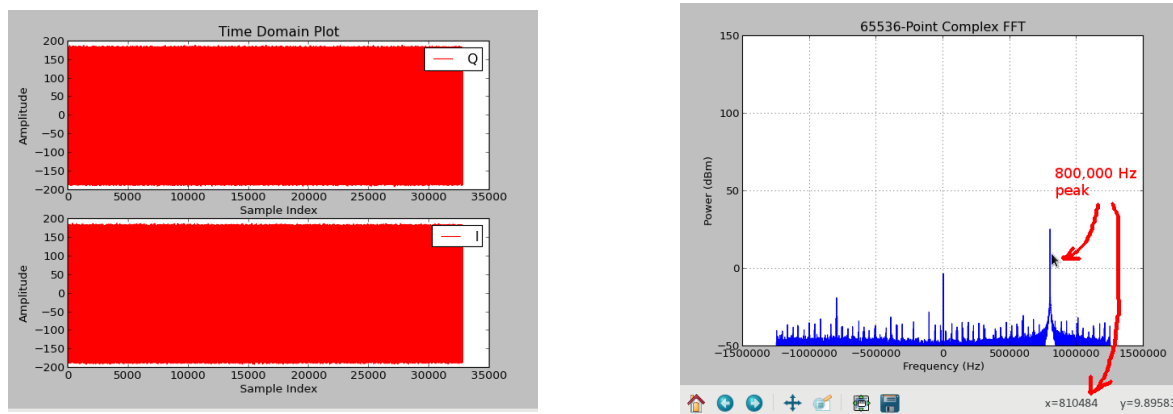 Time Domain Plot
200
150
100
50
0
−50
−100
−150
−200
Amplitude
Q
0 5000 10000 15000 20000 25000 30000 35000
Sample Index
200
150
100
50
0
−50
−100
−150
−200
Amplitude
I
0 5000 10000 15000 20000 25000 30000 35000
Sample Index
65536-Point Complex FFT
150
100
50
0
−50
Power (dBm)
800,000 Hz
peak
−1500000 −1000000 −500000 0 500000 1000000 1500000
Frequency (Hz)
x=810484 y=9.89583